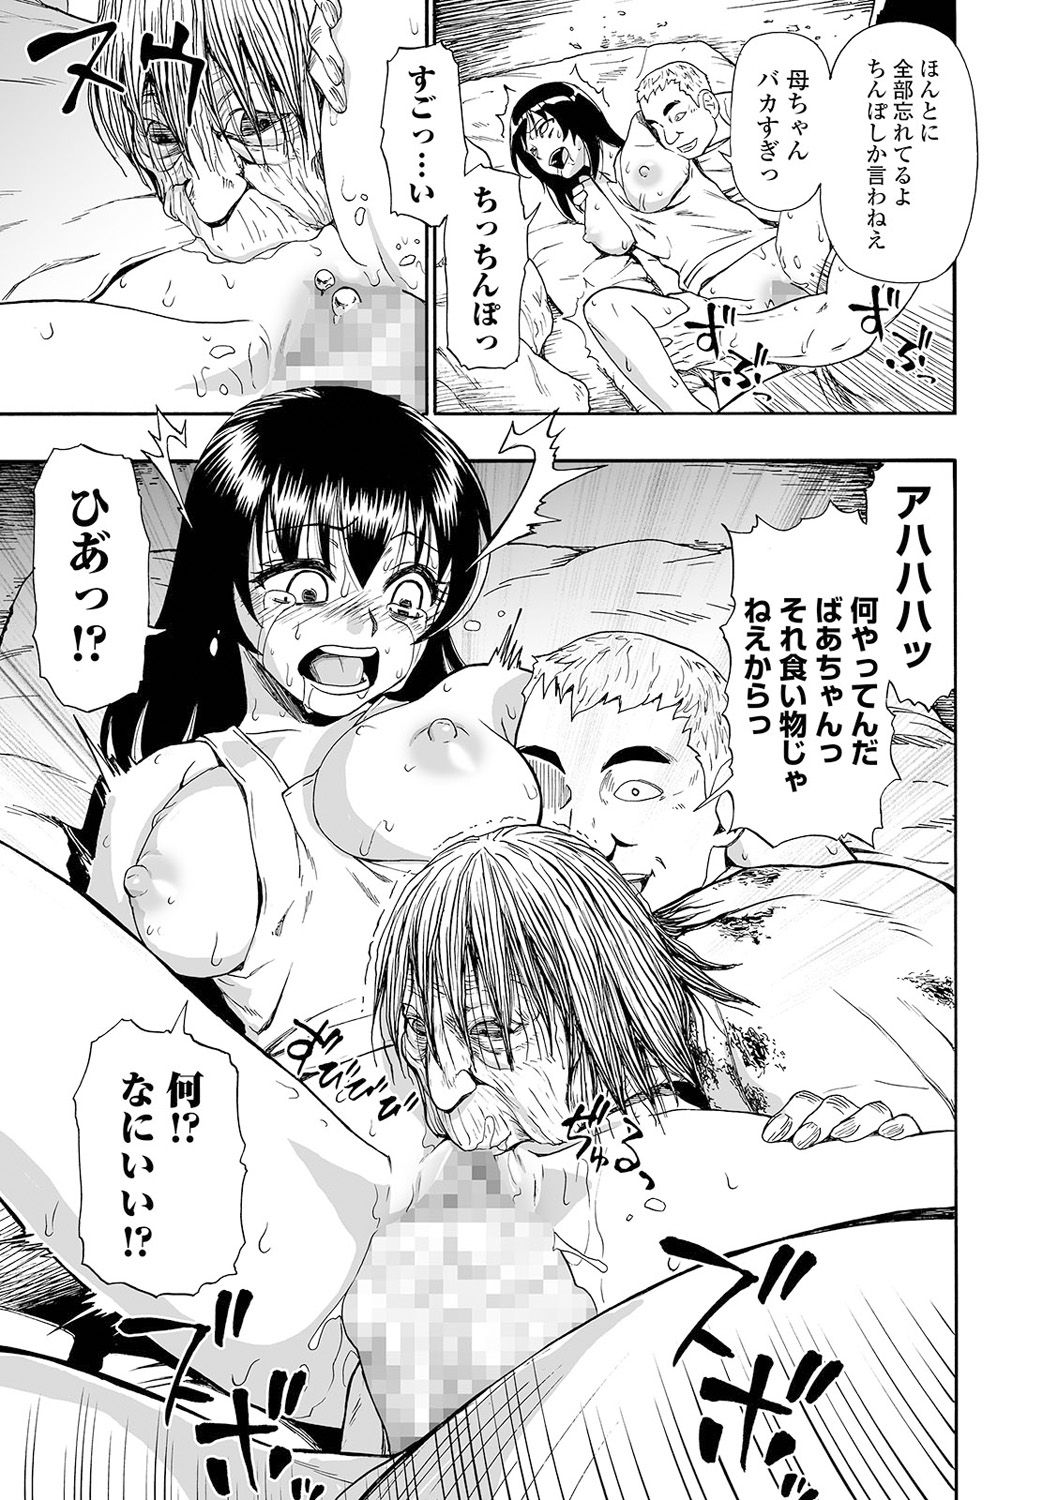 ほんとに
全部忘れてるよ
ちんぽしか言わねえ
母ちゃん
バカすぎっ
ずぶっ
ずぶっ
ちっちんぽっ
すごっ…い
ヌゥ
アハハハッ
何やってんだ
ばあちゃんっ
それ食い物じゃ
ねえからっ
ひあっ!?
ずびびび
ぢゅるっ
何!?
なにいい!?
ズボ
ズボ